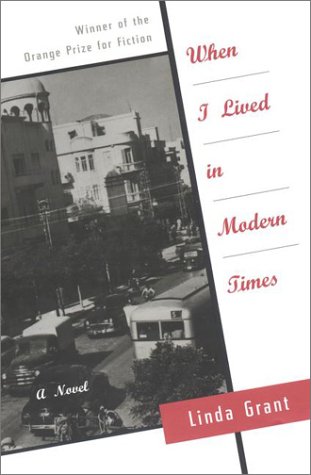 Winner of the
Orange Prize for Fiction
When
I Lived
in
Modern
Times
A Novel
Linda Grant